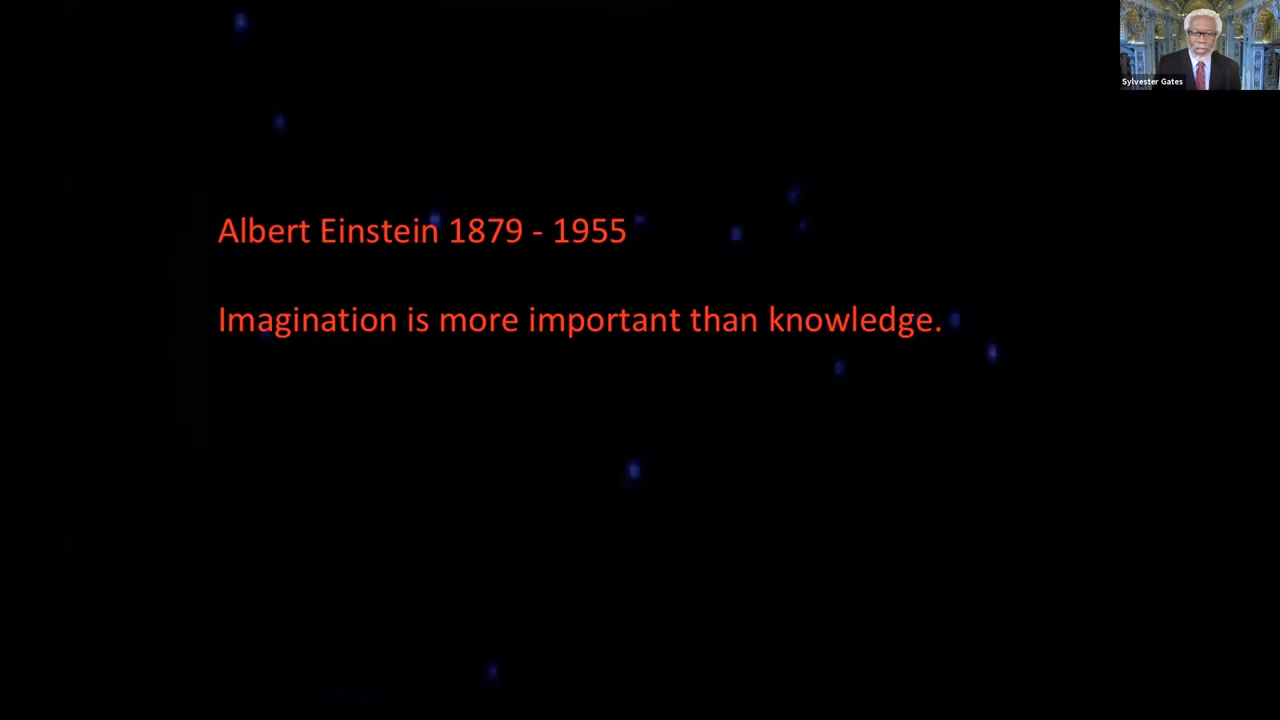 Sylvester Gates
Albert Einstein 1879 - 1955
Imagination is more important than knowledge.